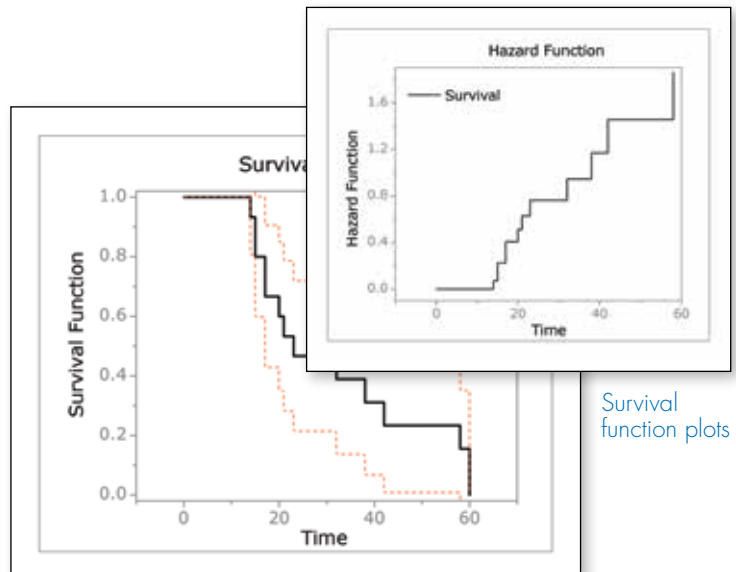 Hazard Function
Survival
1.6
1.2
0.8
0.4
0.0
Hazard Function
0
20
40
60
Time
1.0
0.8
0.6
0.4
0.2
0.0
Survival Function
0
20
40
60
Time
Survival
function plots